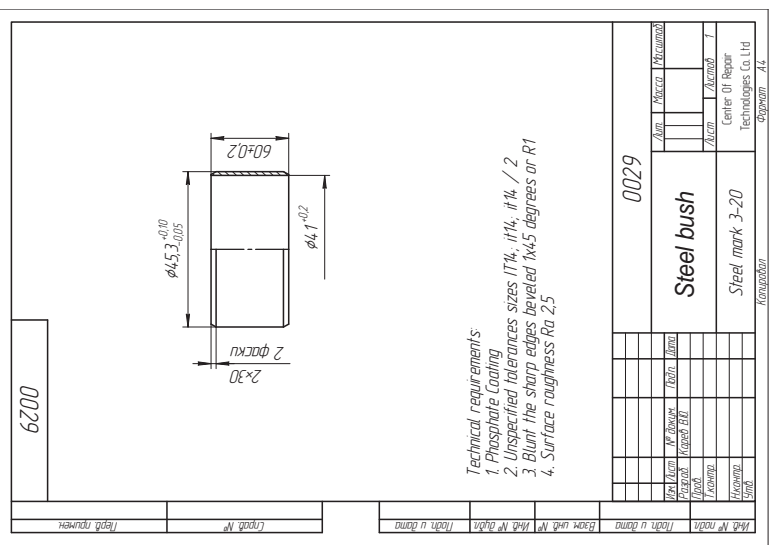 0029
Перв. примен.
Справ. №
Подп. и дата
Инв. № дубл.
Взам. инв. №
Подп. и дата
Инв. № подл.
2×30
2 фаски
60±0,2
φ45,3 +0,10 -0,05
φ41 +0,2
Technical requirements:
1. Phosphate Coating
2. Unspecified tolerances sizes IT14; it14; it14 / 2
3. Blunt the sharp edges beveled 1x45 degrees or R1
4. Surface roughness Ra 2,5
0029
Изм. Лист № докум. Подп. Дата
Разраб. Карев В.Ю.
Пров.
Т.контр.
Н.контр.
Утв.
Steel bush
Лит. Масса Масштаб
Лист Листов 1
Steel mark 3-20
Center Of Repair
Technologies Co. Ltd
Копировал Формат А4